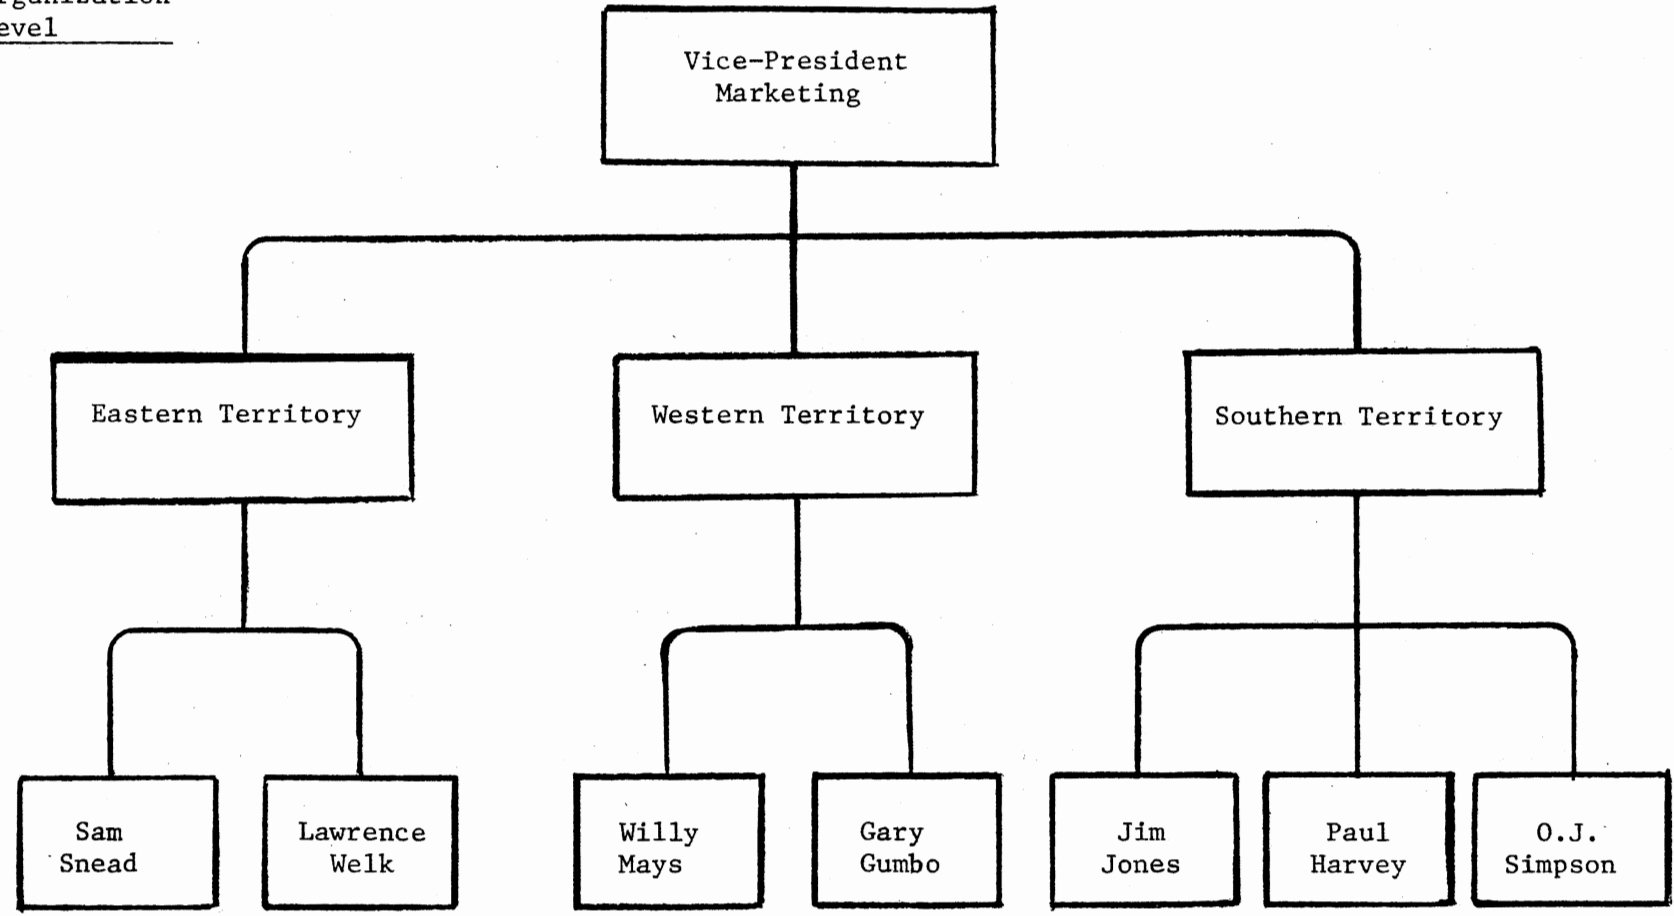 rganization
evel
Vice-President
Marketing
Eastern Territory
Western Territory
Southern Territory
Sam
Snead
Lawrence
Welk
Willy
Mays
Gary
Gumbo
Jim
Jones
Paul
Harvey
O.J.
Simpson